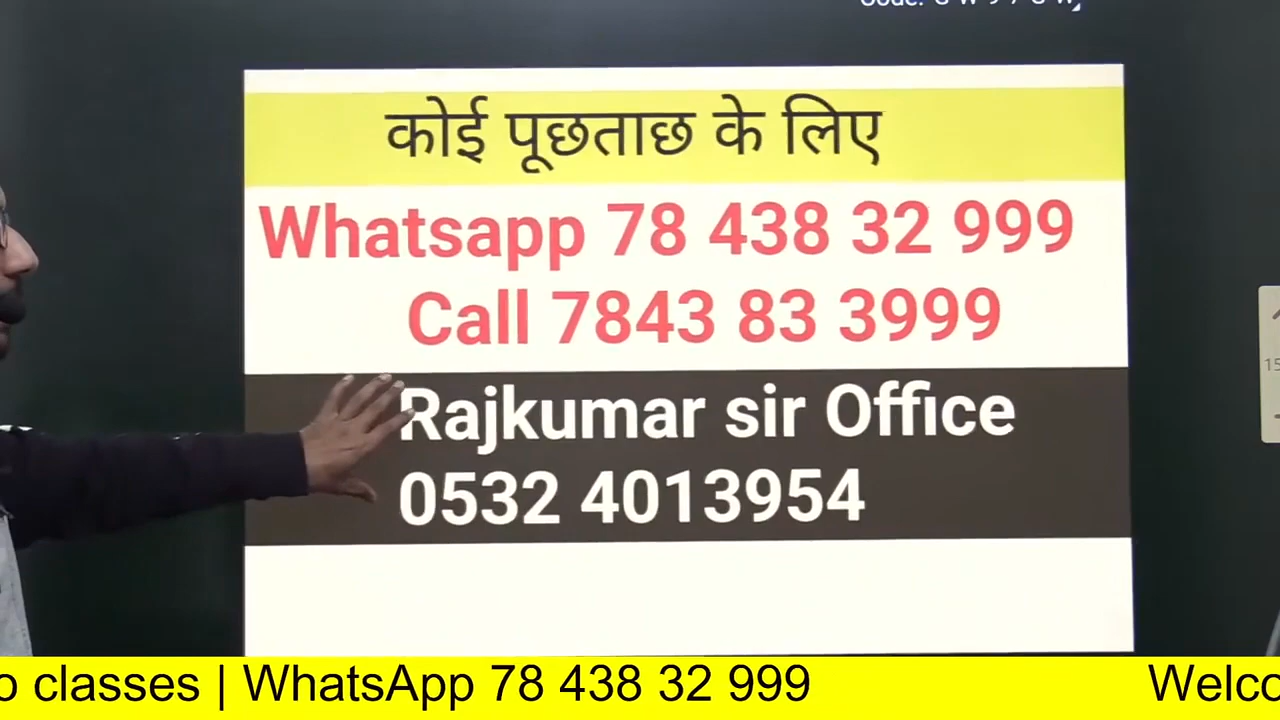 कोई पूछताछ के लिए
Whatsapp 78 438 32 999
Call 7843 83 3999
Rajkumar sir Office
0532 4013954
classes | WhatsApp 78 438 32 999